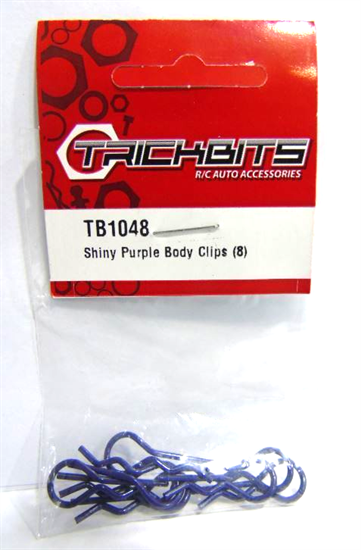 TRICKBITS
R/C AUTO ACCESSORIES
TB1048
Shiny Purple Body Clips (8)